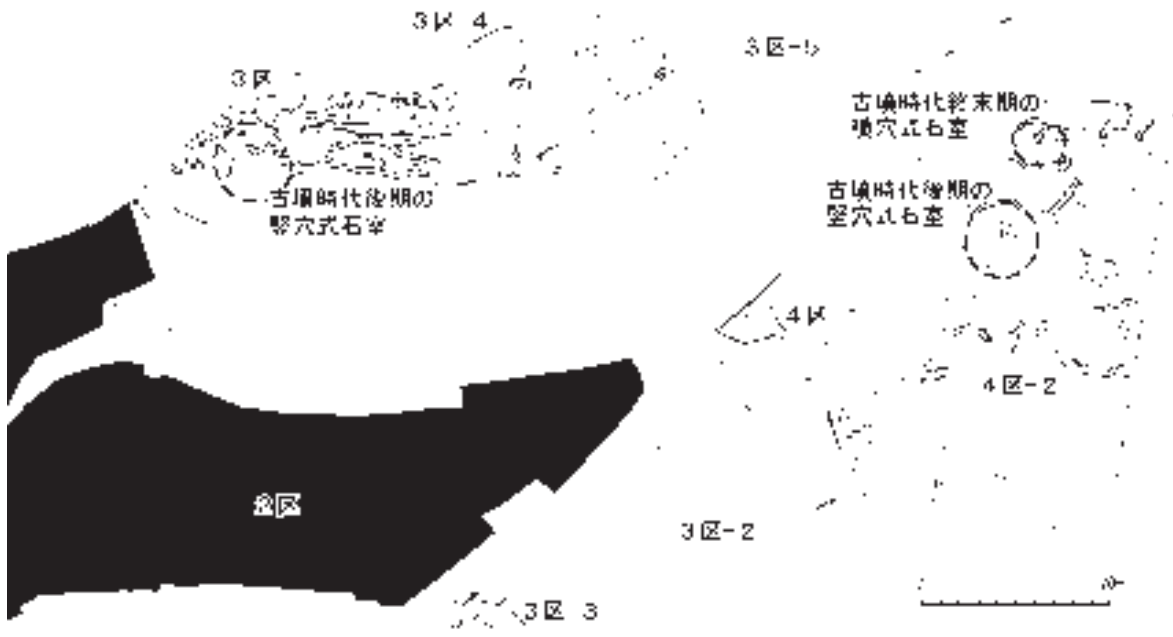 3区-4
3区-5
3区
古墳時代終末期の
横穴式石室
古墳時代後期の
竪穴式石室
古墳時代後期の
竪穴式石室
4区
4区-2
2区
3区-2
3区-3